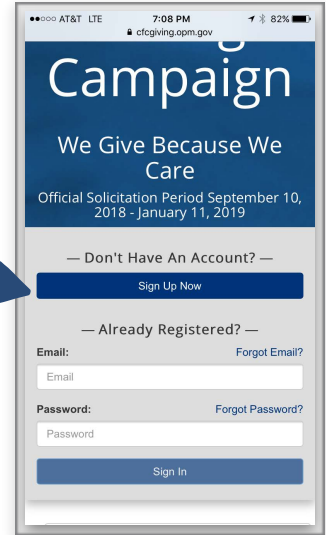 AT&T LTE 7:08 PM 82%
cfcgiving.opm.gov
Campaign
We Give Because We
Care
Official Solicitation Period September 10,
2018 - January 11, 2019
— Don't Have An Account? —
Sign Up Now
— Already Registered? —
Email: Forgot Email?
Email
Password: Forgot Password?
Password
Sign In